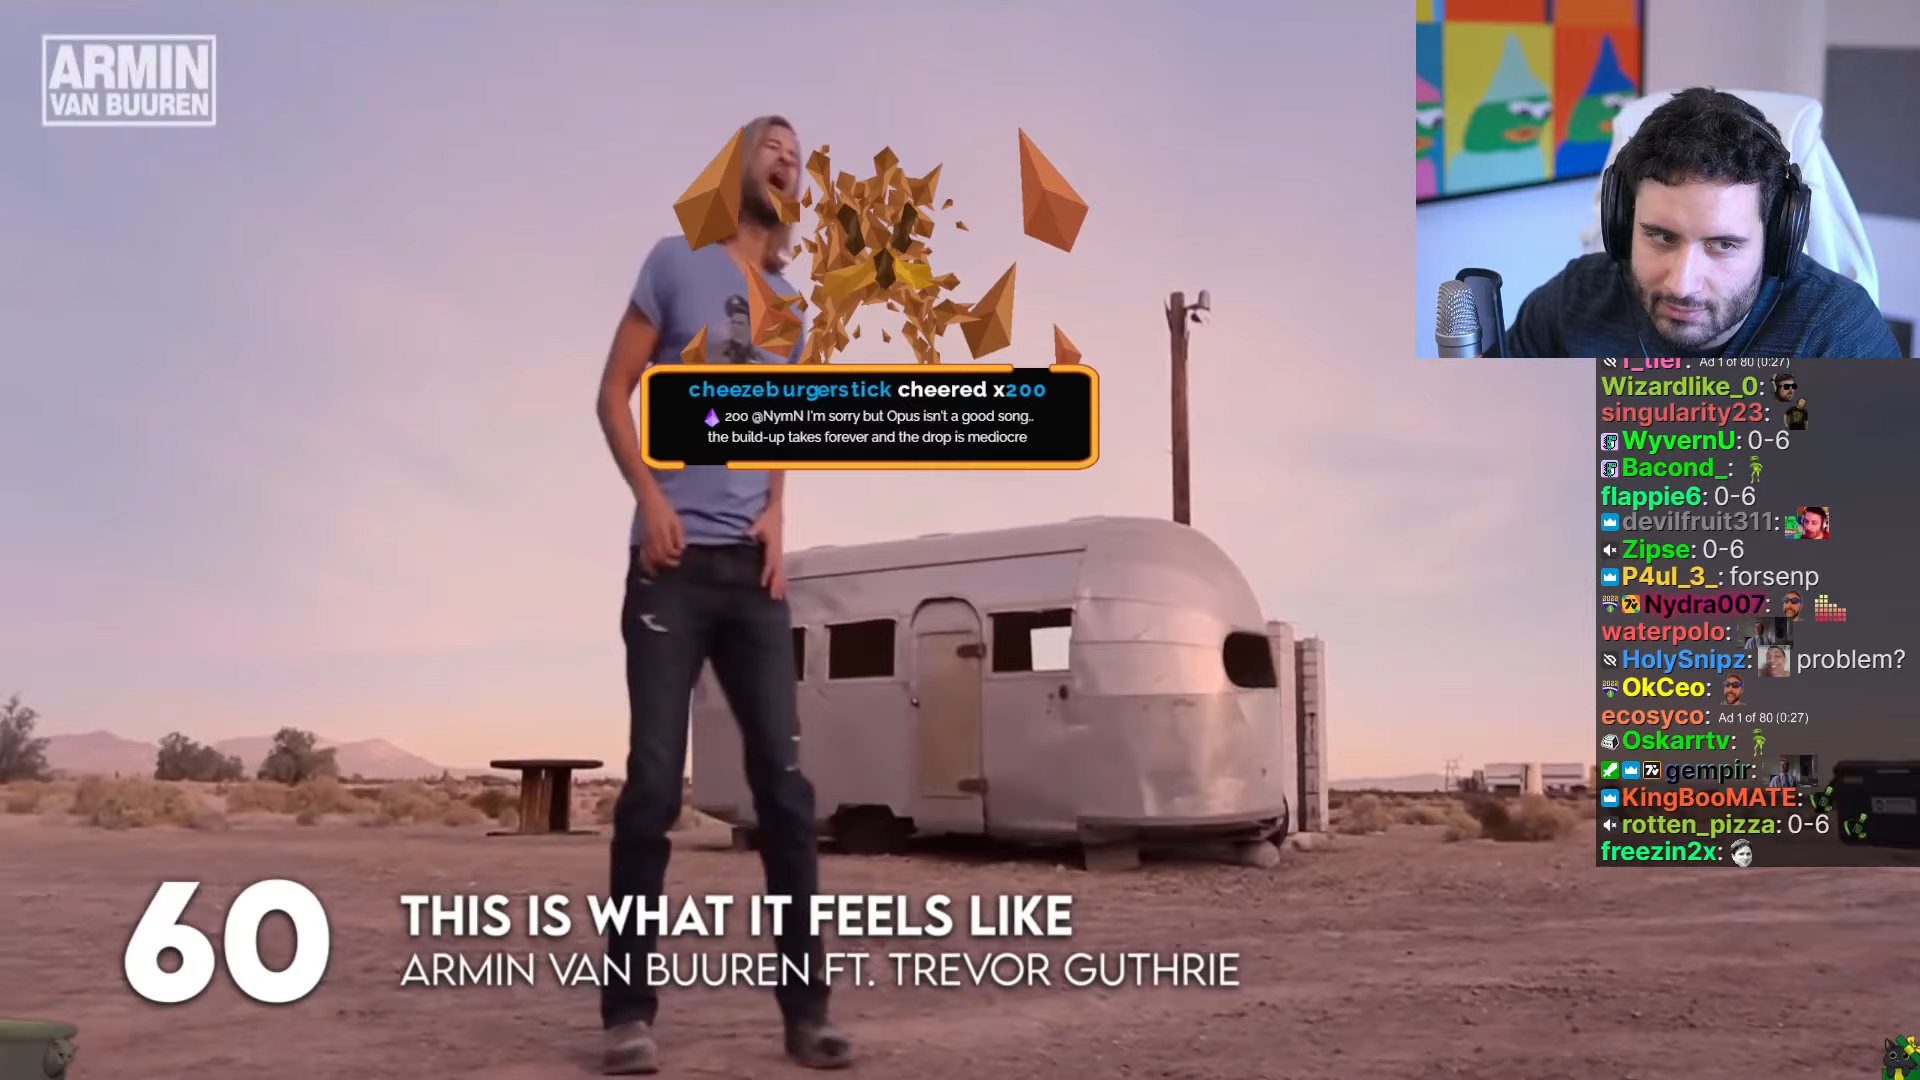 ARMIN
VAN BUUREN
cheezeburgerstick cheered x200
200 @NymN I'm sorry but Opus isn't a good song..
the build-up takes forever and the drop is mediocre
60
THIS IS WHAT IT FEELS LIKE
ARMIN VAN BUUREN FT. TREVOR GUTHRIE
Ad 1 of 80 (0:27)
Wizardlike_0:
singularity23:
WyvernU: 0-6
Bacond_:
flappie6: 0-6
devilfruit311:
Zipse: 0-6
P4ul_3_: forsenp
Nydra007:
waterpolo:
HolySnipz: problem?
OkCeo:
ecosyco: Ad 1 of 80 (0:27)
Oskarrtv:
gempir:
KingBooMATE:
rotten_pizza: 0-6
freezin2x: